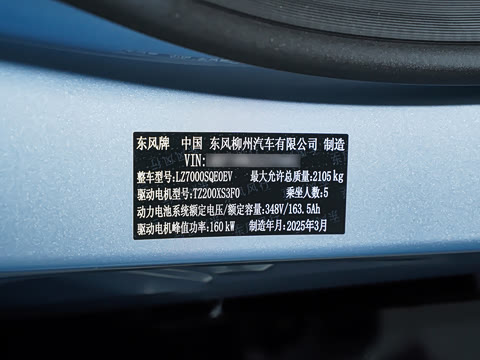 东风牌 中国 东风柳州汽车有限公司 制造
VIN:
整车型号:LZ7000SQE0EV 最大允许总质量:2105 kg
驱动电机型号:TZ200XS3F0 乘坐人数:5
动力电池系统额定电压/额定容量:348V/163.5Ah
驱动电机峰值功率:160 kW 制造年月:2025年3月